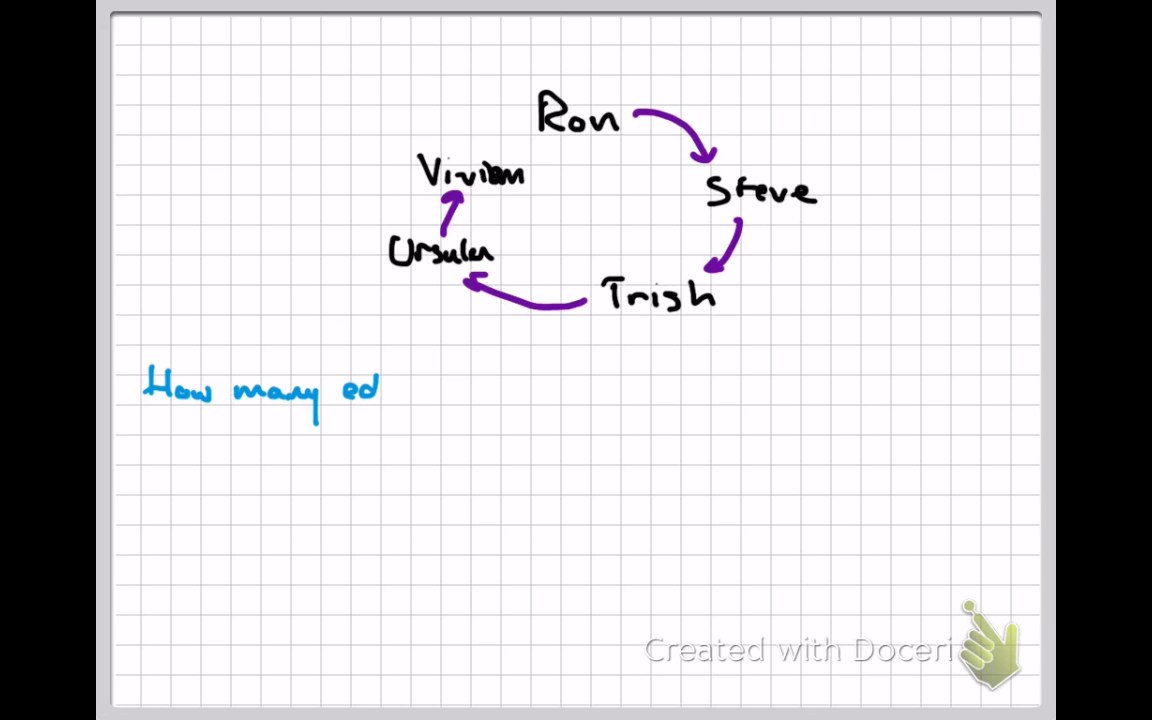 Ron
Vivian
Steve
Ursula
Trish
How many ed
Created with Doceri